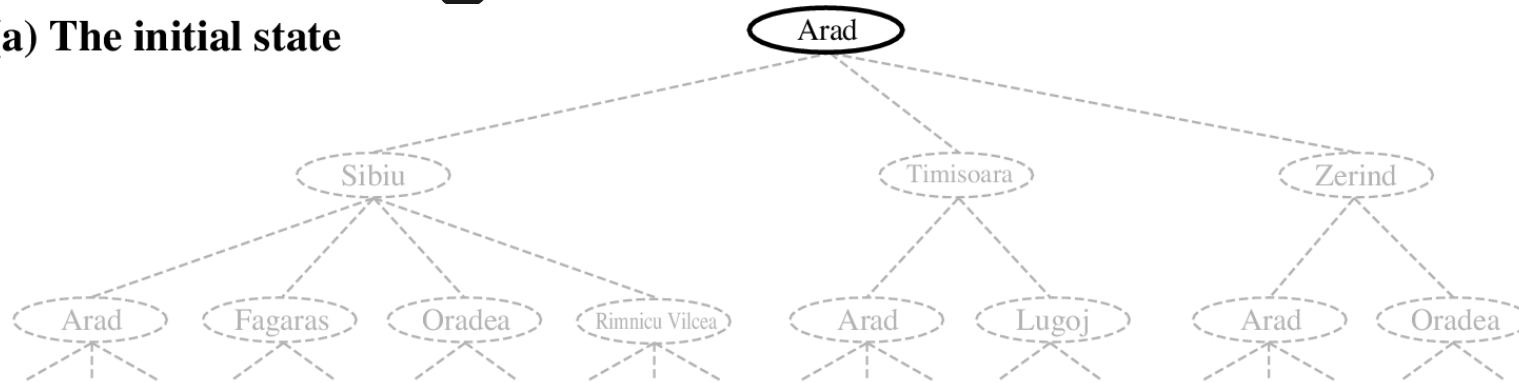 a) The initial state
Arad
Sibiu
Timisoara
Zerind
Arad
Fagaras
Oradea
Rimnicu Vilcea
Arad
Lugoj
Arad
Oradea